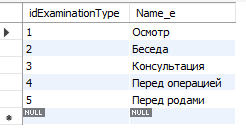 idExaminationType Name_e
1 Осмотр
2 Беседа
3 Консультация
4 Перед операцией
5 Перед родами
NULL NULL